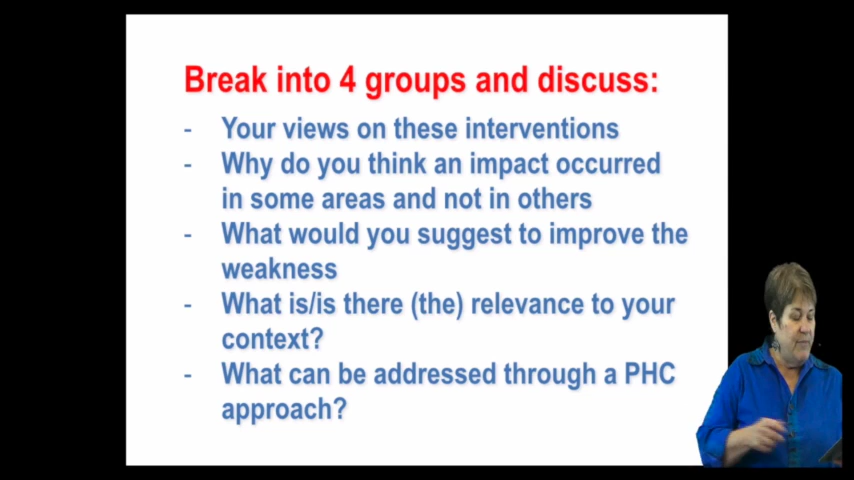 Break into 4 groups and discuss:
- Your views on these interventions
- Why do you think an impact occurred
in some areas and not in others
- What would you suggest to improve the
weakness
- What is/is there (the) relevance to your
context?
- What can be addressed through a PHC
approach?